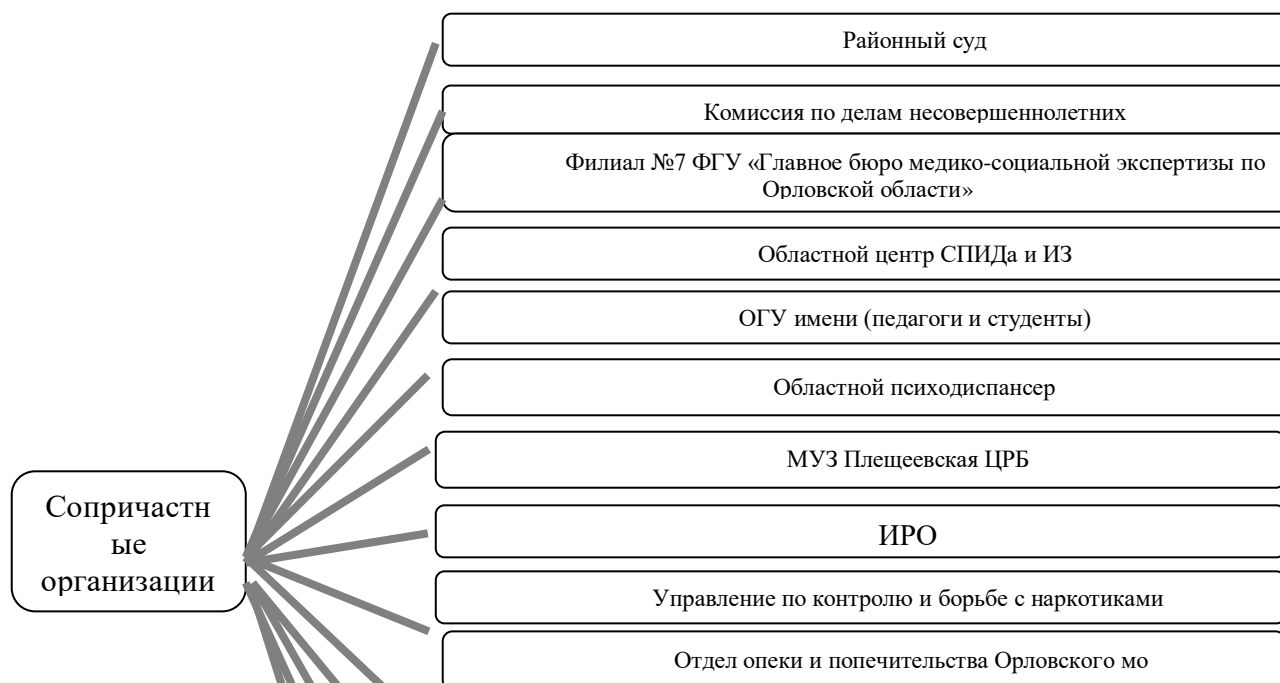 Районный суд
Комиссия по делам несовершеннолетних
Филиал №7 ФГУ «Главное бюро медико-социальной экспертизы по
Орловской области»
Областной центр СПИДа и ИЗ
ОГУ имени (педагоги и студенты)
Областной психодиспансер
МУЗ Плещеевская ЦРБ
Сопричастн
ые
организации
ИРО
Управление по контролю и борьбе с наркотиками
Отдел опеки и попечительства Орловского мо